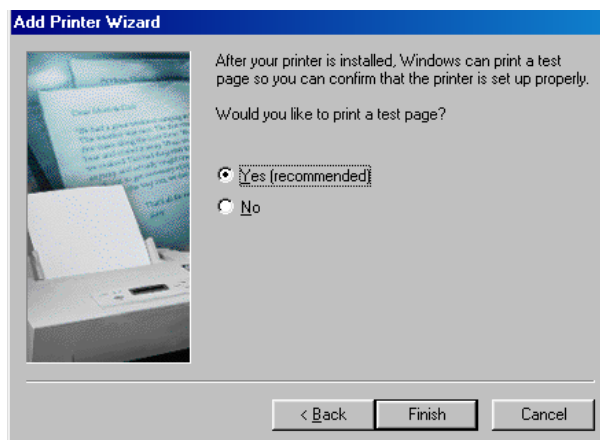 Add Printer Wizard
After your printer is installed, Windows can print a test
page so you can confirm that the printer is set up properly.
Would you like to print a test page?
Yes (recommended)
No
< Back
Finish
Cancel